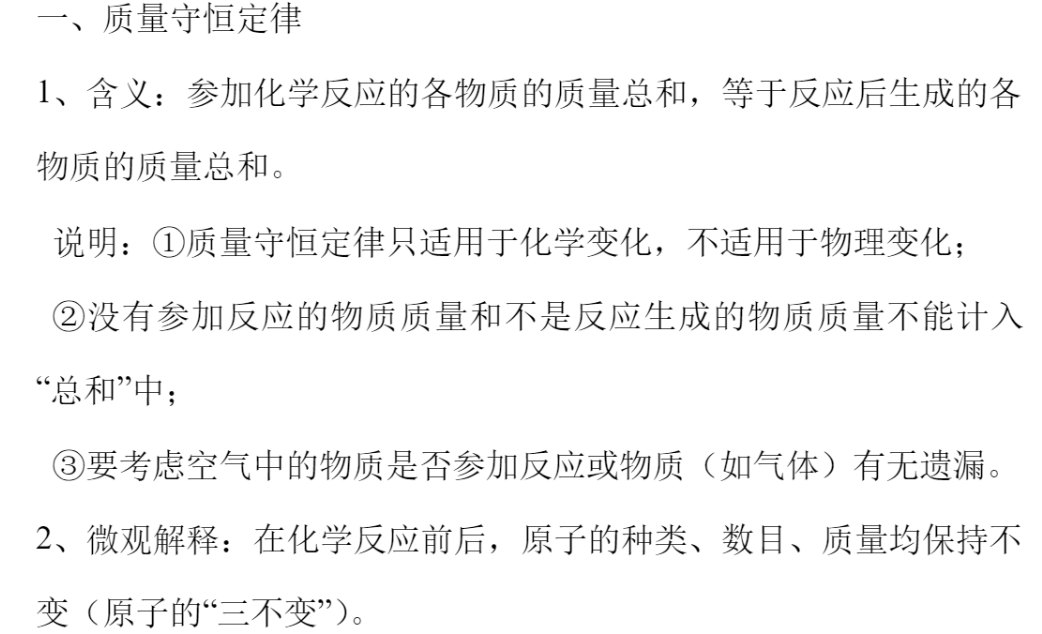 一、质量守恒定律
1、含义：参加化学反应的各物质的质量总和，等于反应后生成的各
物质的质量总和。
说明：①质量守恒定律只适用于化学变化，不适用于物理变化；
②没有参加反应的物质质量和不是反应生成的物质质量不能计入
“总和”中；
③要考虑空气中的物质是否参加反应或物质（如气体）有无遗漏。
2、微观解释：在化学反应前后，原子的种类、数目、质量均保持不
变（原子的“三不变”）。